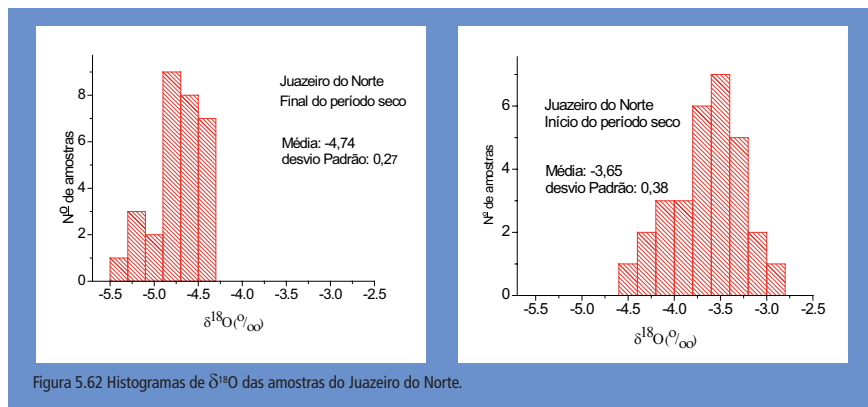 Juazeiro do Norte
Final do período seco
Média: -4,74
desvio Padrão: 0,27
Nº de amostras
8
6
4
2
0
-5.5 -5.0 -4.5 -4.0 -3.5 -3.0 -2.5
δ¹⁸O(º/₀₀)
Juazeiro do Norte
Início do período seco
Média: -3,65
desvio Padrão: 0,38
Nº de amostras
6
4
2
0
-5.5 -5.0 -4.5 -4.0 -3.5 -3.0 -2.5
δ¹⁸O(º/₀₀)
Figura 5.62 Histogramas de δ¹⁸O das amostras do Juazeiro do Norte.